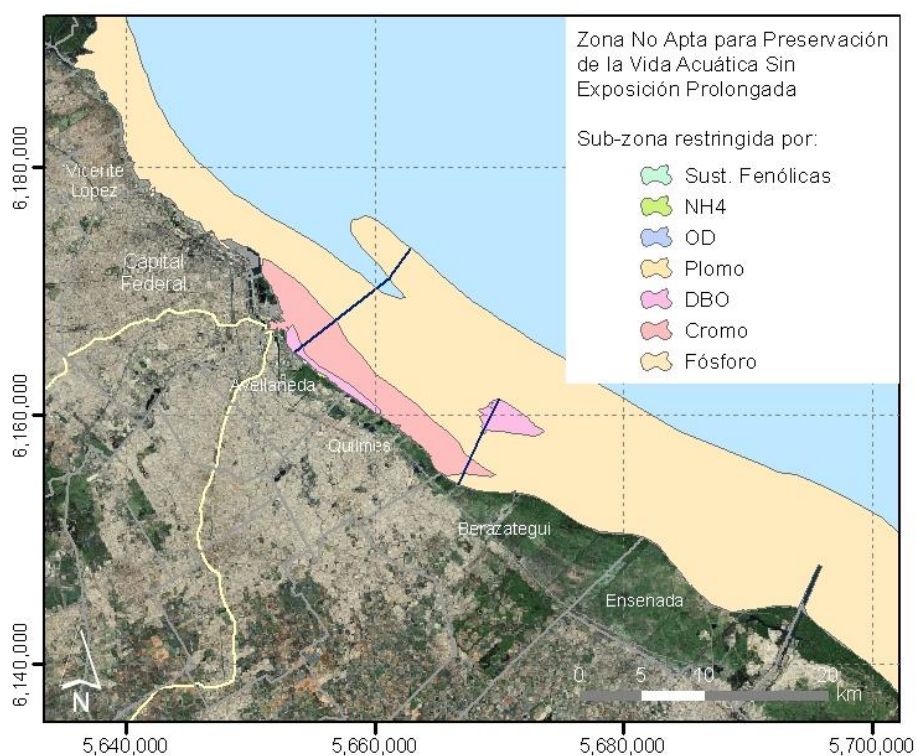 Zona No Apta para Preservación
de la Vida Acuática Sin
Exposición Prolongada
Sub-zona restringida por:
Sust. Fenólicas
NH4
OD
Plomo
DBO
Cromo
Fósforo
6,180,000
6,160,000
6,140,000
Vicente
López
Capital
Federal
Avellaneda
Quilmes
Berazategui
Ensenada
0 5 10 20
km
N
5,640,000 5,660,000 5,680,000 5,700,000